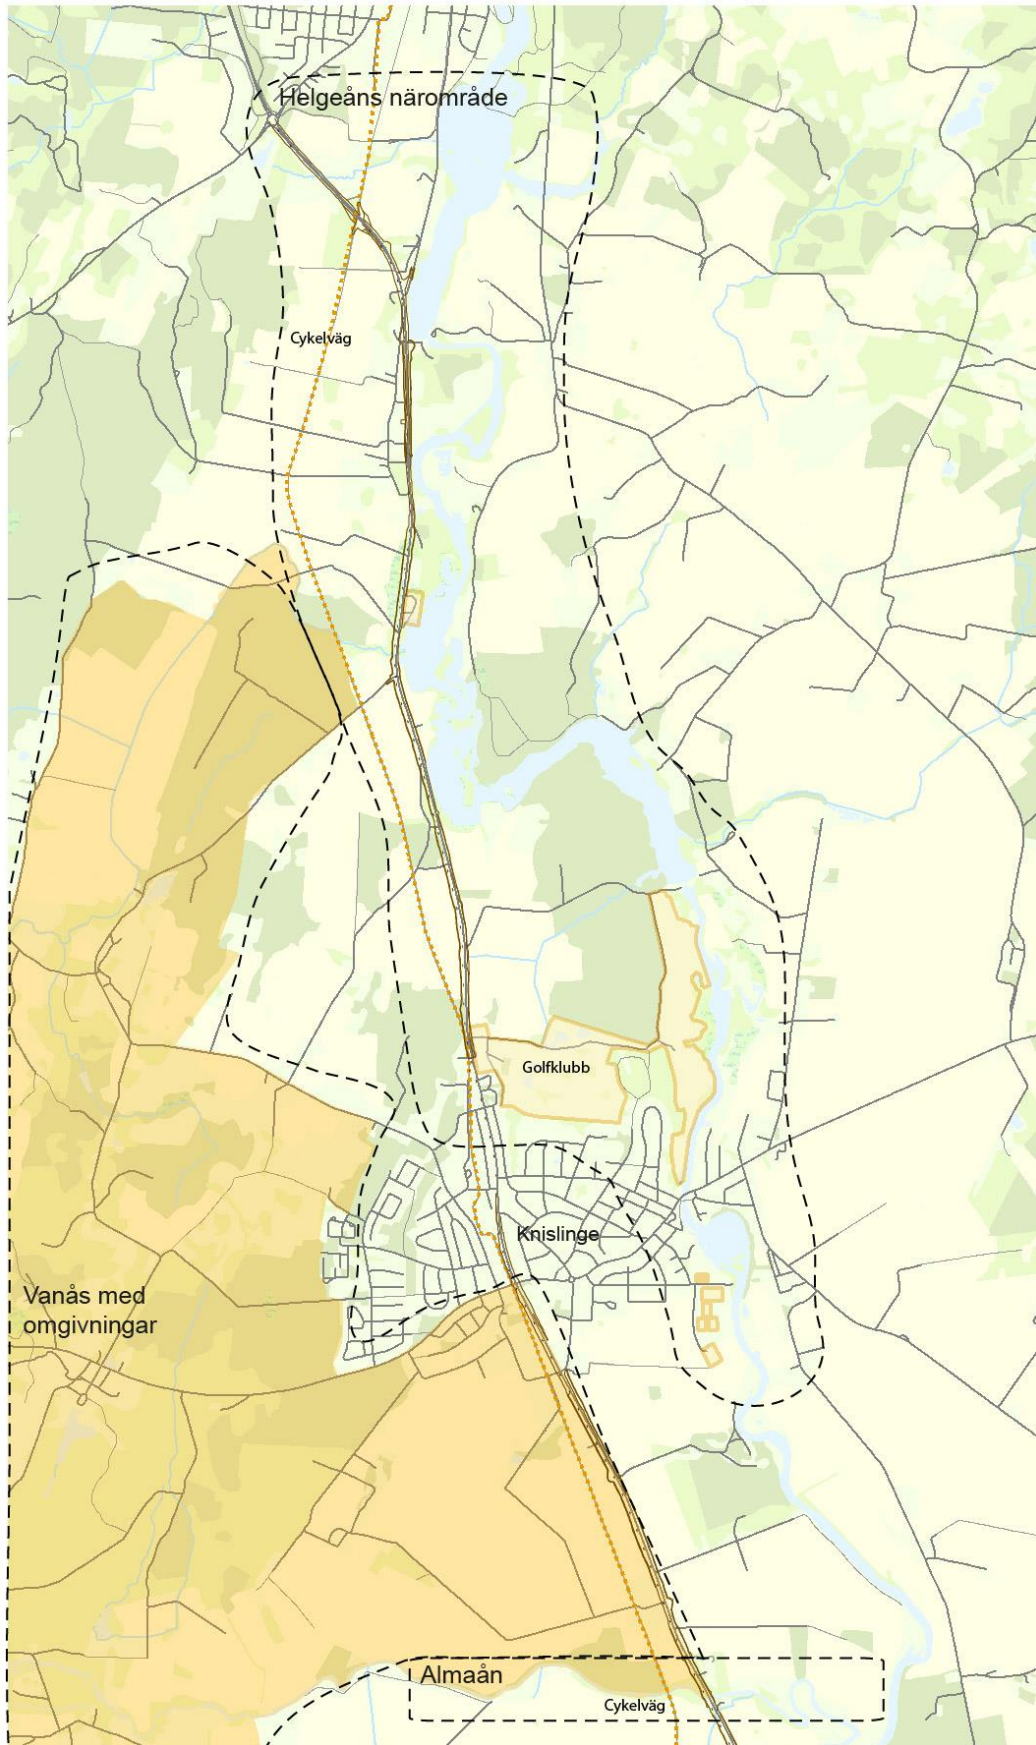 Helgeåns närområde
Cykelväg
Golfklubb
Knislinge
Vanås med
omgivningar
Almaån
Cykelväg